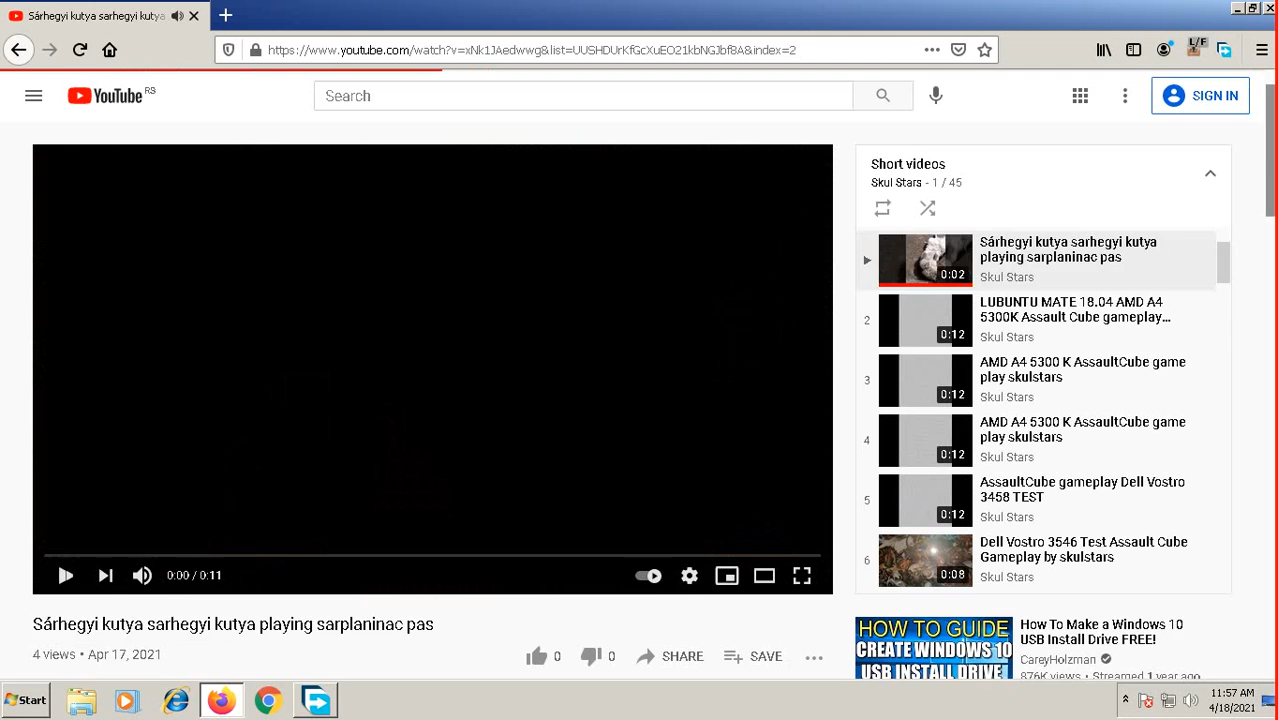 Sárhegyi kutya sarhegyi kutya
https://www.youtube.com/watch?v=xNk1JAedwwg&list=UUSHDUrKfGcXuEO21kbNGJbf8A&index=2
L/F
YouTube RS
Search
SIGN IN
Short videos
Skul Stars - 1 / 45
Sárhegyi kutya sarhegyi kutya
playing sarplaninac pas
Skul Stars
0:02
2
LUBUNTU MATE 18.04 AMD A4
5300K Assault Cube gameplay...
Skul Stars
0:12
3
AMD A4 5300 K AssaultCube game
play skulstars
Skul Stars
0:12
4
AMD A4 5300 K AssaultCube game
play skulstars
Skul Stars
0:12
5
AssaultCube gameplay Dell Vostro
3458 TEST
Skul Stars
0:12
6
Dell Vostro 3546 Test Assault Cube
Gameplay by skulstars
Skul Stars
0:08
0:00 / 0:11
Sárhegyi kutya sarhegyi kutya playing sarplaninac pas
4 views • Apr 17, 2021
0
0
SHARE
SAVE
HOW TO GUIDE
CREATE WINDOWS 10
USB INSTALL DRIVE
How To Make a Windows 10
USB Install Drive FREE!
CareyHolzman
876K views • Streamed 1 year ago
Start
11:57 AM
4/18/2021